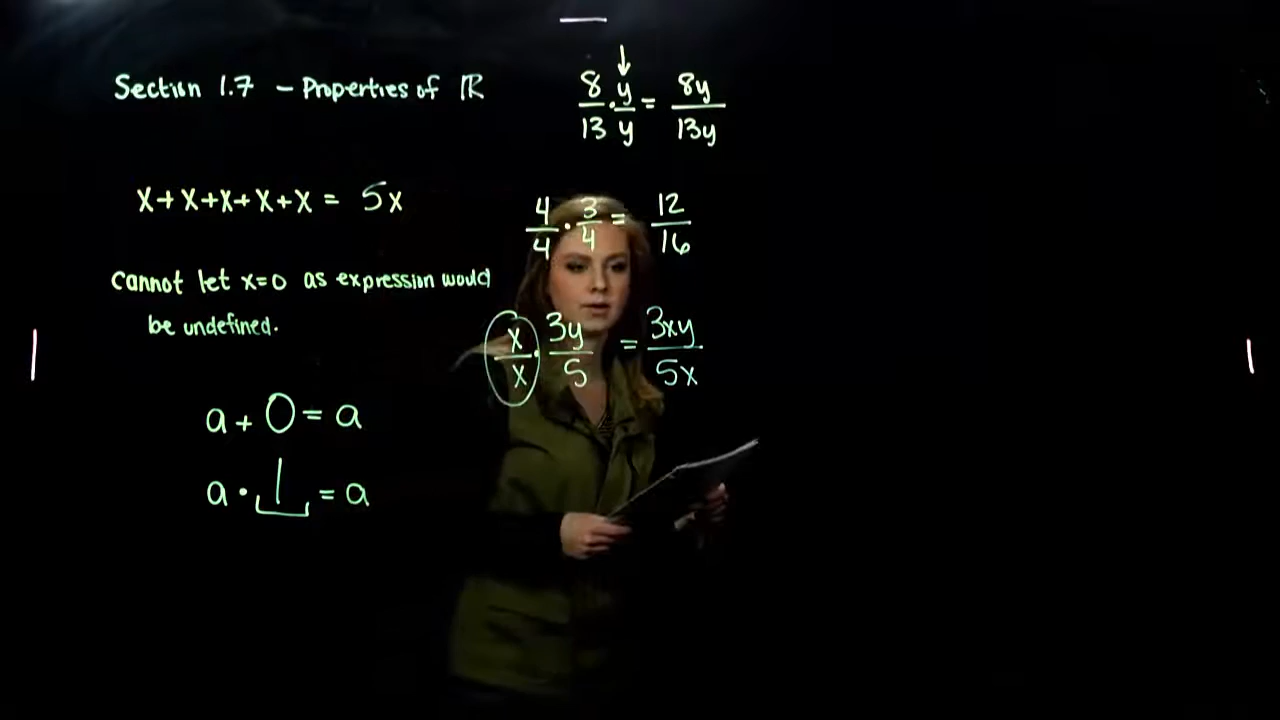 Section 1.7 – Properties of ℝ
8/13 · y/y = 8y/13y
x+x+x+x+x = 5x
4/4 · 3/4 = 12/16
cannot let x=0 as expression would
be undefined.
x/x · 3y/5 = 3xy/5x
a + 0 = a
a · 1 = a